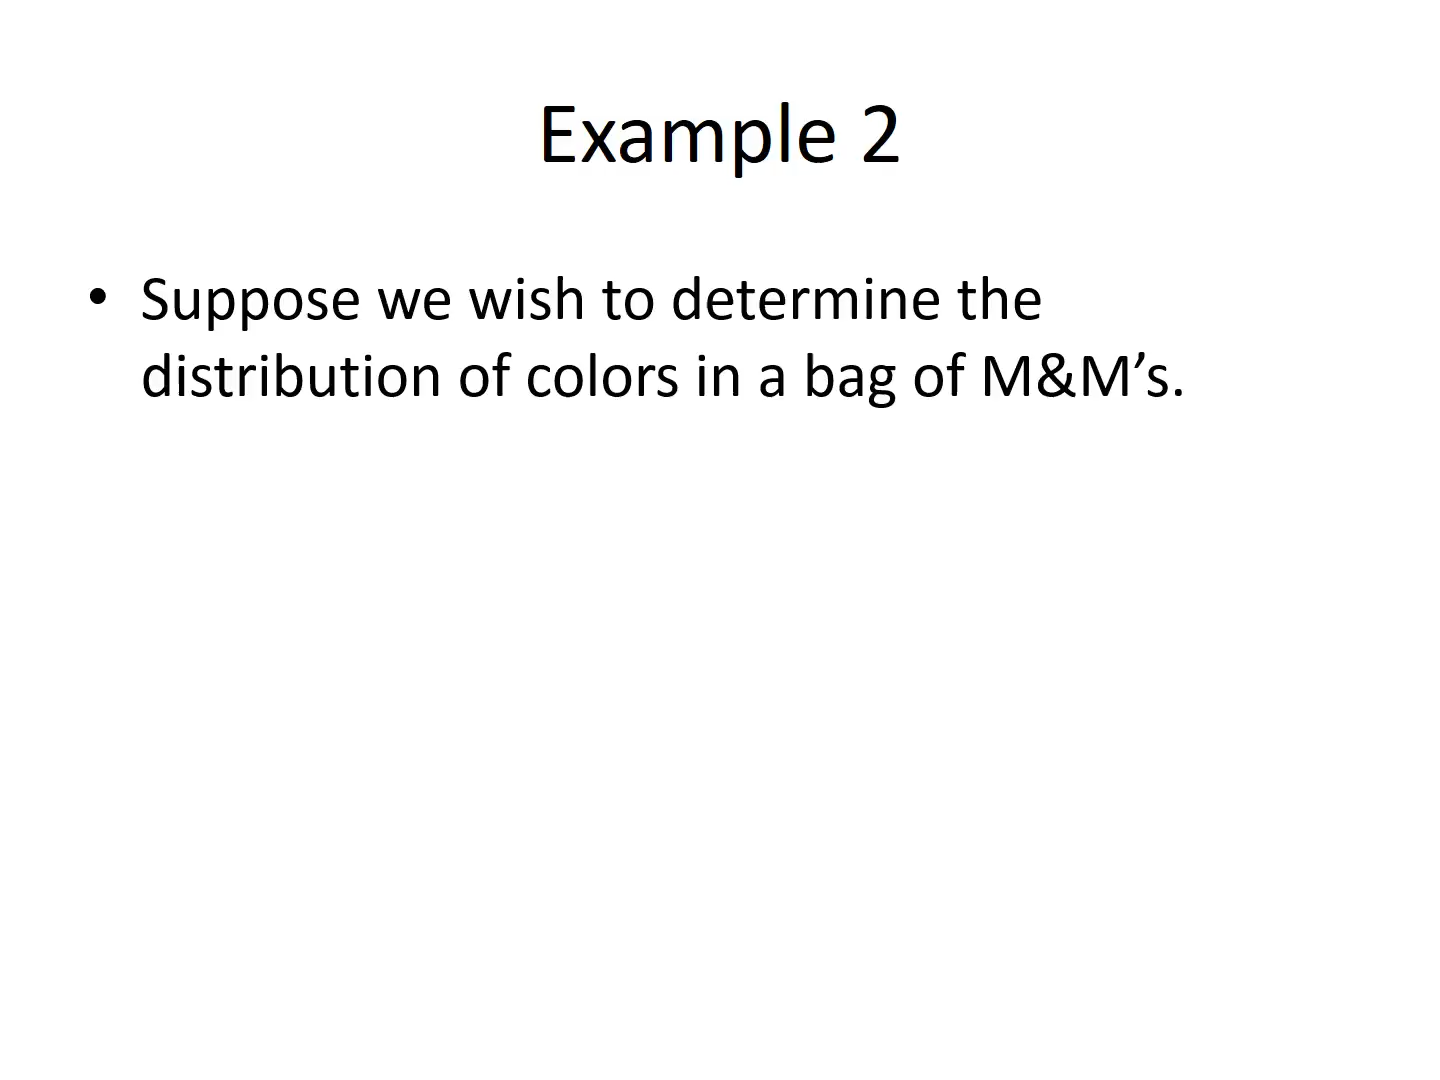 Example 2
• Suppose we wish to determine the
distribution of colors in a bag of M&M’s.